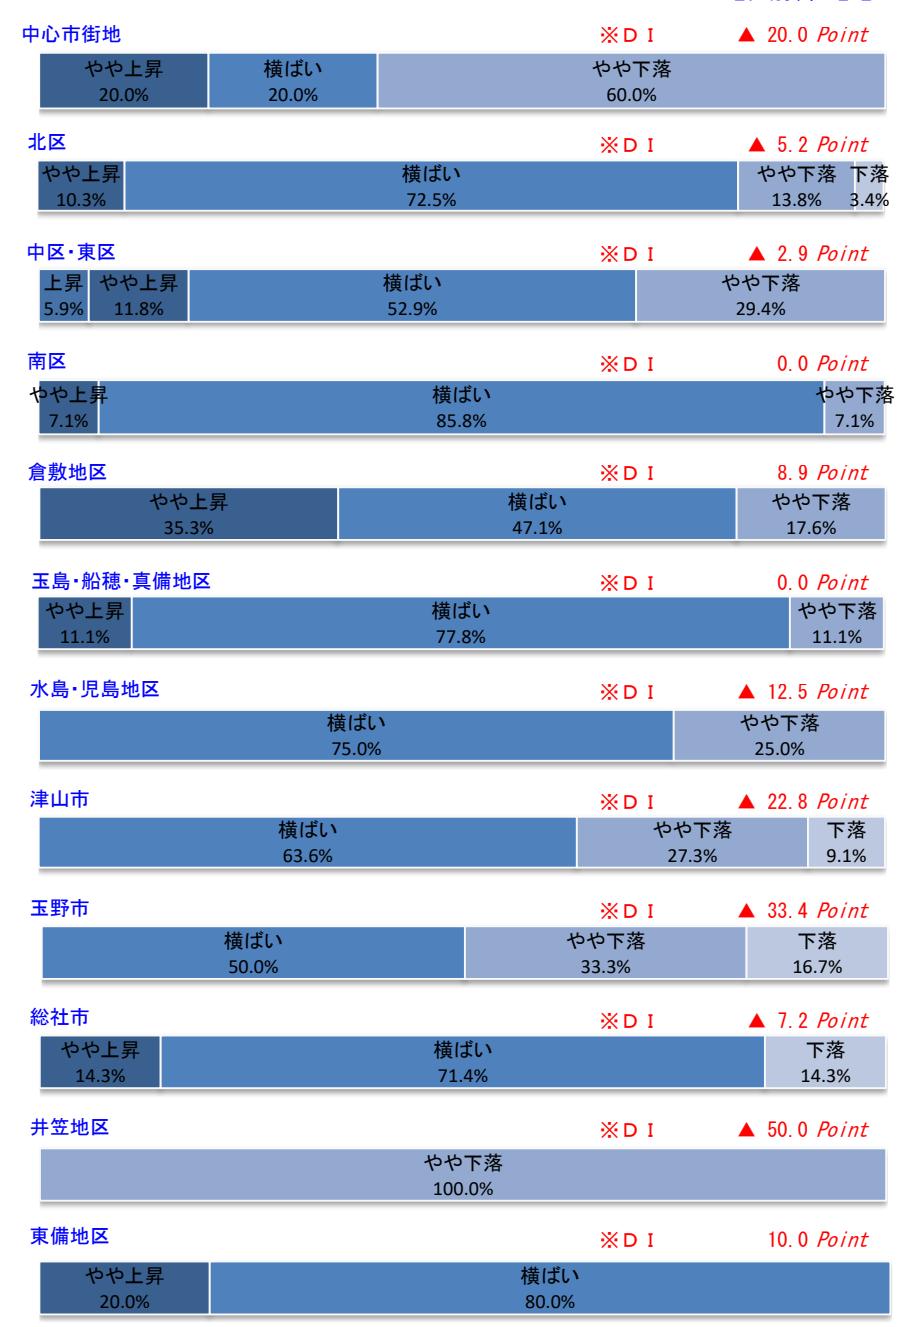 中心市街地 ※ＤＩ ▲ 20.0 Point
やや上昇 横ばい やや下落
20.0% 20.0% 60.0%
北区 ※ＤＩ ▲ 5.2 Point
やや上昇 横ばい やや下落 下落
10.3% 72.5% 13.8% 3.4%
中区・東区 ※ＤＩ ▲ 2.9 Point
上昇 やや上昇 横ばい やや下落
5.9% 11.8% 52.9% 29.4%
南区 ※ＤＩ 0.0 Point
やや上昇 横ばい やや下落
7.1% 85.8% 7.1%
倉敷地区 ※ＤＩ 8.9 Point
やや上昇 横ばい やや下落
35.3% 47.1% 17.6%
玉島・船穂・真備地区 ※ＤＩ 0.0 Point
やや上昇 横ばい やや下落
11.1% 77.8% 11.1%
水島・児島地区 ※ＤＩ ▲ 12.5 Point
横ばい やや下落
75.0% 25.0%
津山市 ※ＤＩ ▲ 22.8 Point
横ばい やや下落 下落
63.6% 27.3% 9.1%
玉野市 ※ＤＩ ▲ 33.4 Point
横ばい やや下落 下落
50.0% 33.3% 16.7%
総社市 ※ＤＩ ▲ 7.2 Point
やや上昇 横ばい 下落
14.3% 71.4% 14.3%
井笠地区 ※ＤＩ ▲ 50.0 Point
やや下落
100.0%
東備地区 ※ＤＩ 10.0 Point
やや上昇 横ばい
20.0% 80.0%